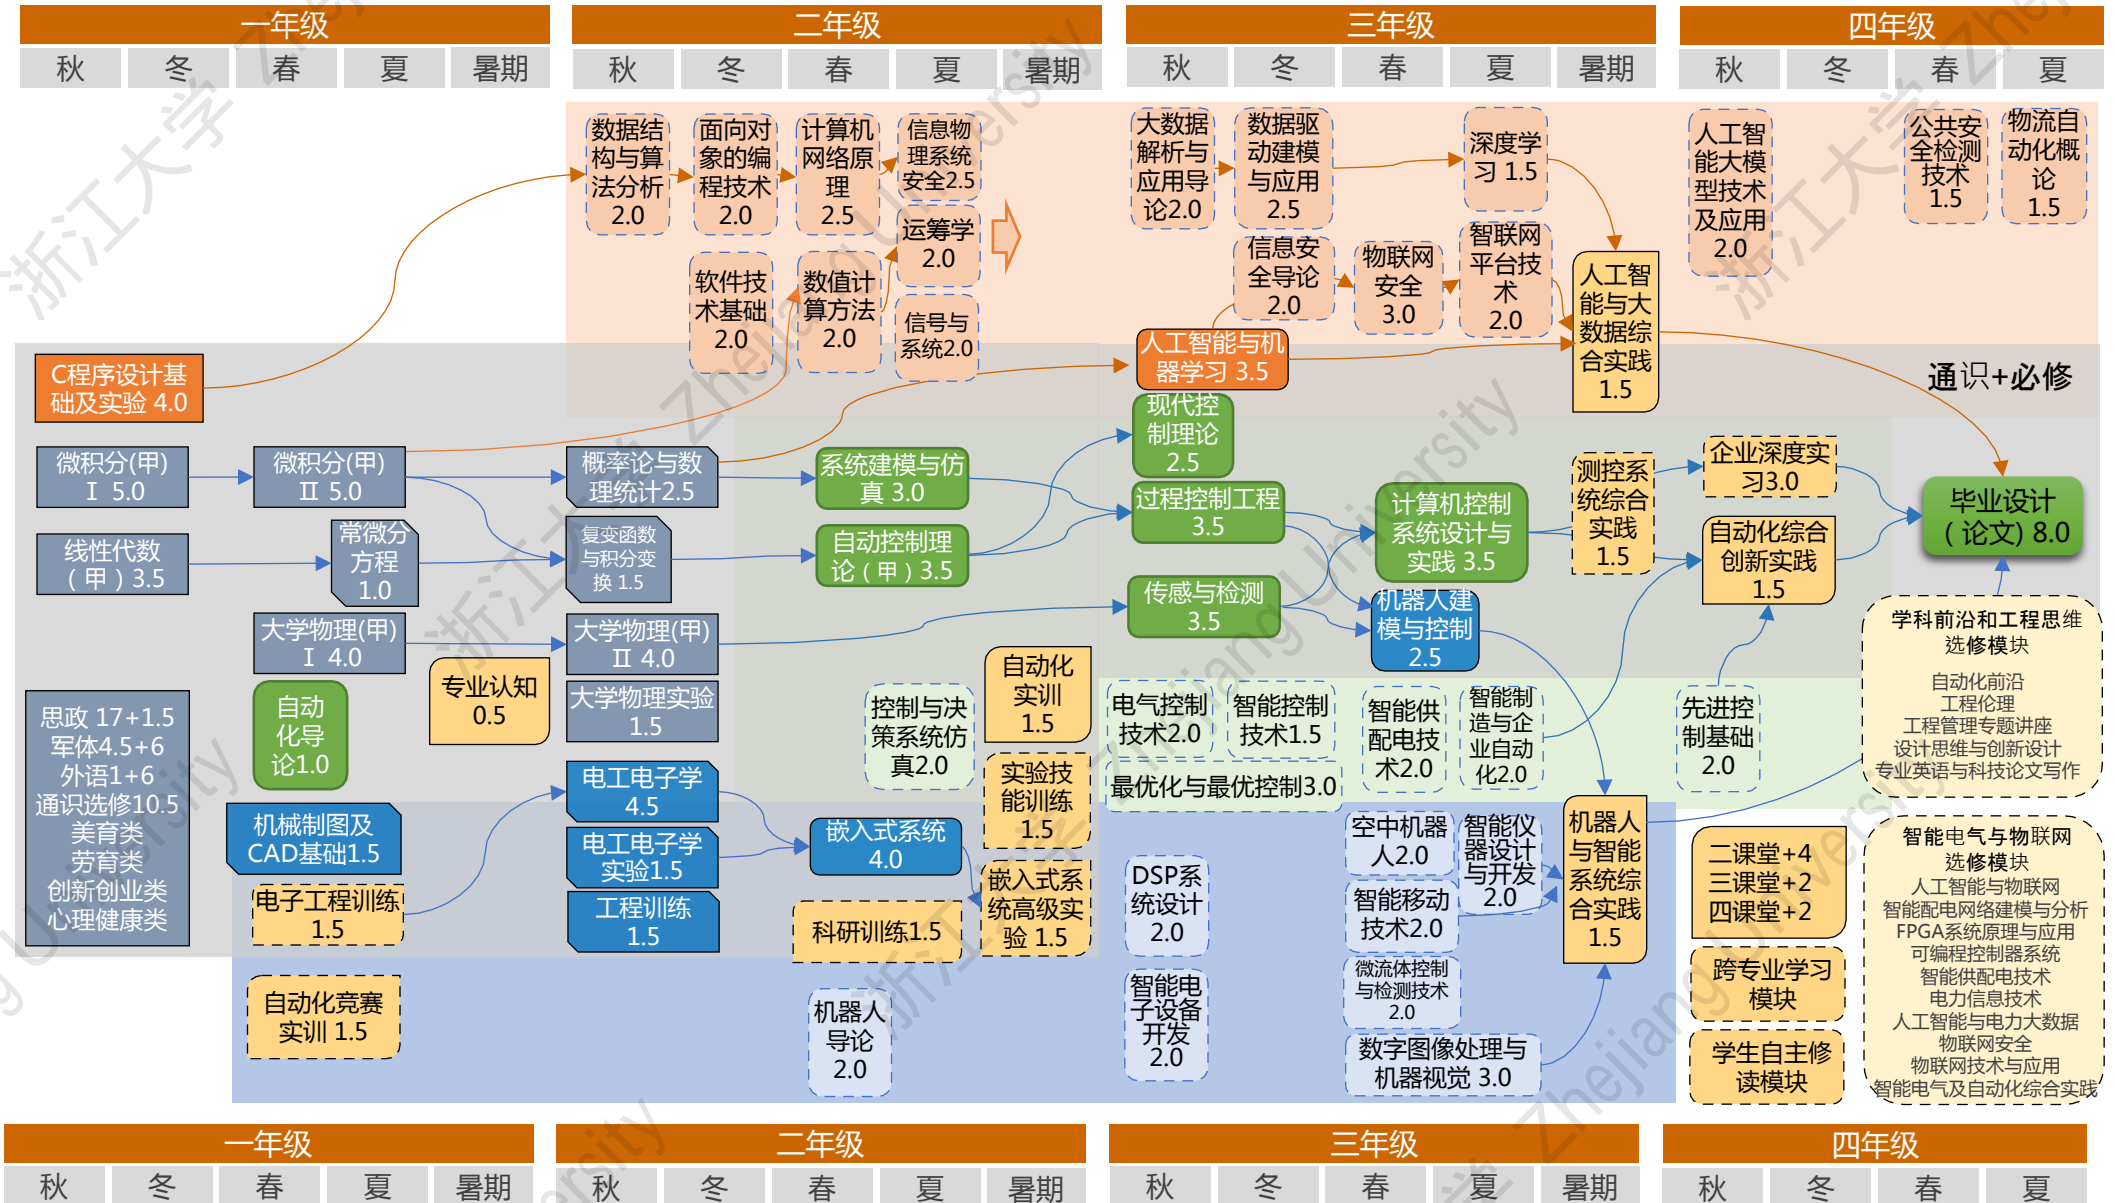 一年级
二年级
三年级
四年级
秋 冬 春 夏 暑期
秋 冬 春 夏 暑期
秋 冬 春 夏 暑期
秋 冬 春 夏
数据结
构与算
法分析
2.0
面向对
象的编
程技术
2.0
计算机
网络原
理
2.5
信息物
理系统
安全2.5
运筹学
2.0
软件技
术基础
2.0
数值计
算方法
2.0
信号与
系统2.0
大数据
解析与
应用导
论2.0
数据驱
动建模
与应用
2.5
深度学
习 1.5
信息安
全导论
2.0
物联网
安全
3.0
智联网
平台技
术
2.0
人工智
能与大
数据综
合实践
1.5
人工智
能大模
型技术
及应用
2.0
公共安
全检测
技术
1.5
物流自
动化概
论
1.5
通识+必修
C程序设计基
础及实验 4.0
人工智能与机
器学习 3.5
微积分(甲)
I 5.0
微积分(甲)
II 5.0
概率论与数
理统计2.5
系统建模与仿
真 3.0
现代控
制理论
2.5
过程控制工程
3.5
计算机控制
系统设计与
实践 3.5
测控系
统综合
实践
1.5
企业深度实
习3.0
毕业设计
（论文) 8.0
线性代数
（甲）3.5
常微分
方程
1.0
复变函数
与积分变
换 1.5
自动控制理
论（甲）3.5
自动化综合
创新实践
1.5
传感与检测
3.5
机器人建
模与控制
2.5
大学物理(甲)
I 4.0
大学物理(甲)
II 4.0
自动
化导
论1.0
专业认知
0.5
大学物理实验
1.5
控制与决
策系统仿
真2.0
自动化
实训
1.5
电气控制
技术2.0
智能控制
技术1.5
智能供
配电技
术2.0
智能制
造与企
业自动
化2.0
先进控
制基础
2.0
最优化与最优控制3.0
学科前沿和工程思维
选修模块
自动化前沿
工程伦理
工程管理专题讲座
设计思维与创新设计
专业英语与科技论文写作
思政 17+1.5
军体4.5+6
外语1+6
通识选修10.5
美育类
劳育类
创新创业类
心理健康类
机械制图及
CAD基础1.5
电子工程训练
1.5
自动化竞赛
实训 1.5
电工电子学
4.5
电工电子学
实验1.5
工程训练
1.5
嵌入式系统
4.0
实验技
能训练
1.5
嵌入式系
统高级实
验 1.5
科研训练1.5
机器人
导论
2.0
DSP系
统设计
2.0
智能电
子设备
开发
2.0
空中机器
人2.0
智能仪
器设计
与开发
2.0
智能移动
技术2.0
微流体控制
与检测技术
2.0
数字图像处理与
机器视觉 3.0
机器人
与智能
系统综
合实践
1.5
二课堂+4
三课堂+2
四课堂+2
跨专业学习
模块
学生自主修
读模块
智能电气与物联网
选修模块
人工智能与物联网
智能配电网络建模与分析
FPGA系统原理与应用
可编程控制器系统
智能供配电技术
电力信息技术
人工智能与电力大数据
物联网安全
物联网技术与应用
智能电气及自动化综合实践
一年级
二年级
三年级
四年级
秋 冬 春 夏 暑期
秋 冬 春 夏 暑期
秋 冬 春 夏 暑期
秋 冬 春 夏
浙江大学 Zhejiang University